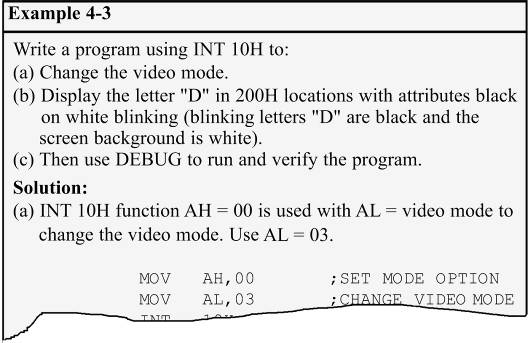 Example 4-3
Write a program using INT 10H to:
(a) Change the video mode.
(b) Display the letter "D" in 200H locations with attributes black
on white blinking (blinking letters "D" are black and the
screen background is white).
(c) Then use DEBUG to run and verify the program.
Solution:
(a) INT 10H function AH = 00 is used with AL = video mode to
change the video mode. Use AL = 03.
MOV AH,00 ;SET MODE OPTION
MOV AL,03 ;CHANGE VIDEO MODE